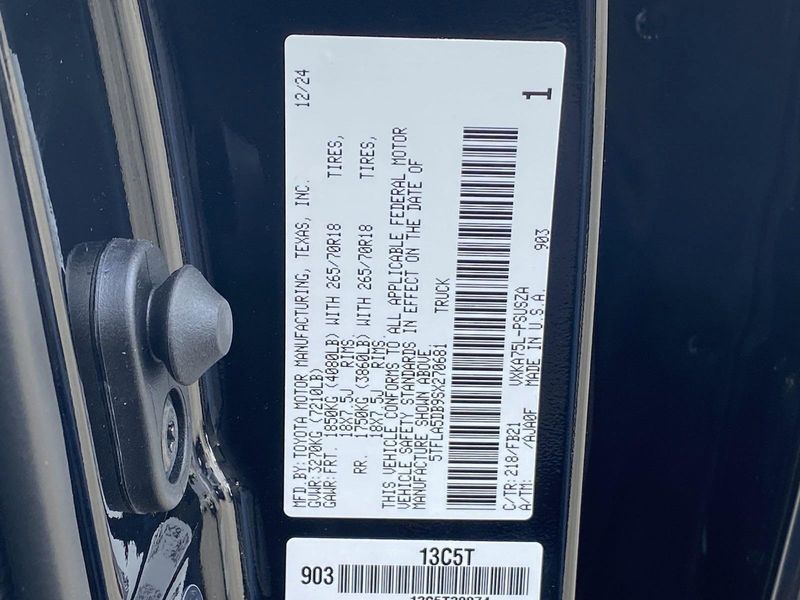 MFD.BY:TOYOTA MOTOR MANUFACTURING, TEXAS, INC. 12/24
GVWR:3270KG (7210LB)
GAWR:FRT. 1850KG (4080LB) WITH 265/70R18 TIRES,
18X7.5J RIMS.
RR. 1750KG (3860LB) WITH 265/70R18 TIRES,
18X7.5J RIMS.
THIS VEHICLE CONFORMS TO ALL APPLICABLE FEDERAL MOTOR
VEHICLE SAFETY STANDARDS IN EFFECT ON THE DATE OF
MANUFACTURE SHOWN ABOVE
5TFLA5DB9SX270681 TRUCK
C/TR:218/FB21 VXKA75L-PSUSZA 903
A/TM: /AJA0F MADE IN U.S.A.
1
13C5T
903